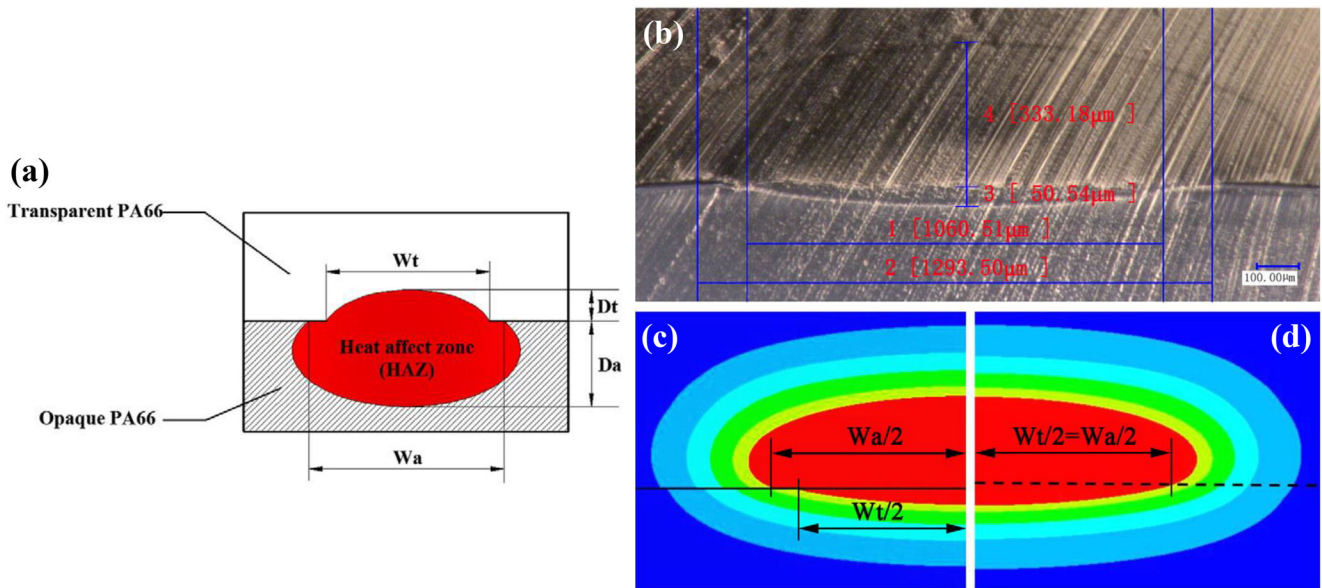 (a)
Transparent PA66
Wt
Dt
Heat affect zone
(HAZ)
Da
Opaque PA66
Wa
(b)
4 [333.18μm ]
3 [ 50.54μm ]
1 [1060.51μm ]
2 [1293.50μm ]
100.00μm
(c)
(d)
Wa/2
Wt/2=Wa/2
Wt/2